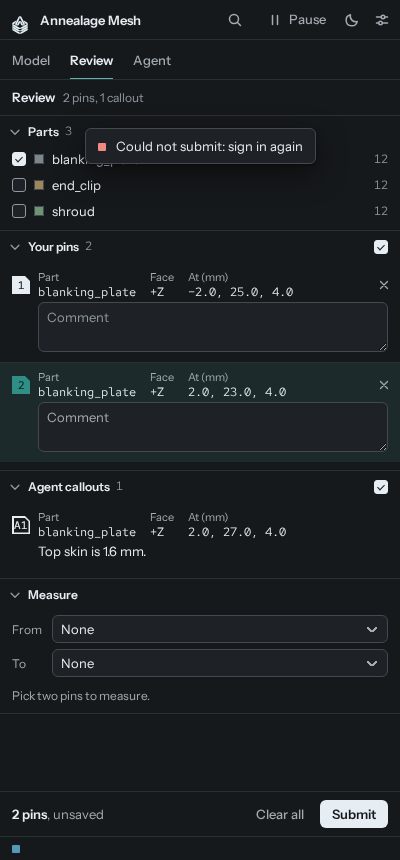 Annealage Mesh
Pause
Model Review Agent
Review 2 pins, 1 callout
Parts 3
Could not submit: sign in again
12
end_clip 12
shroud 12
Your pins 2
1 Part Face At (mm)
blanking_plate +Z −2.0, 25.0, 4.0
Comment
2 Part Face At (mm)
blanking_plate +Z 2.0, 23.0, 4.0
Comment
Agent callouts 1
A1 Part Face At (mm)
blanking_plate +Z 2.0, 27.0, 4.0
Top skin is 1.6 mm.
Measure
From None
To None
Pick two pins to measure.
2 pins, unsaved Clear all Submit